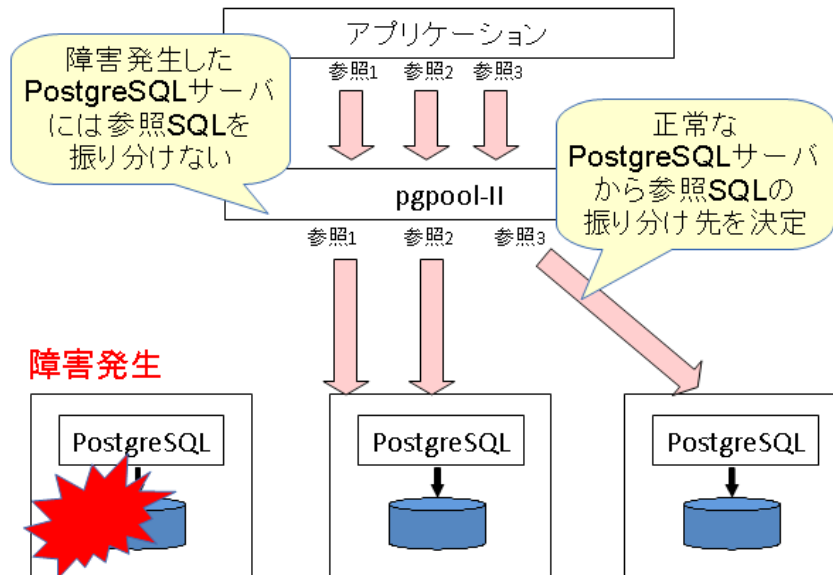 アプリケーション
障害発生した
PostgreSQLサーバ
には参照SQLを
振り分けない
参照1 参照2 参照3
正常な
PostgreSQLサーバ
から参照SQLの
振り分け先を決定
pgpool-II
参照1 参照2 参照3
障害発生
PostgreSQL PostgreSQL PostgreSQL